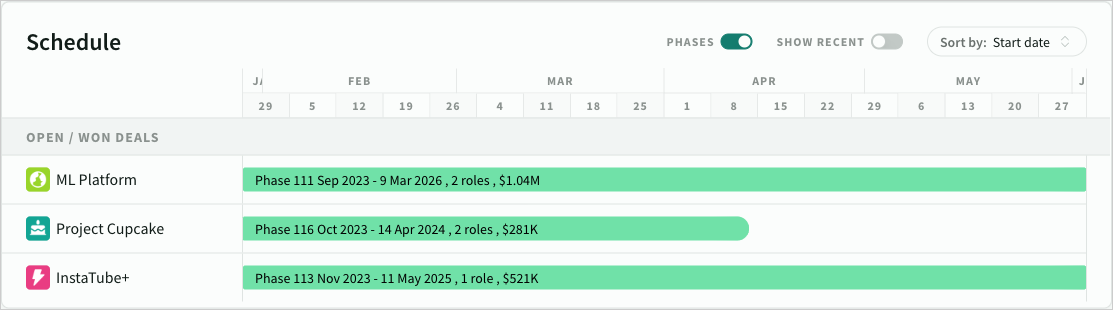 Schedule
PHASES
SHOW RECENT
Sort by: Start date
JA FEB MAR APR MAY J
29 5 12 19 26 4 11 18 25 1 8 15 22 29 6 13 20 27
OPEN / WON DEALS
ML Platform
Phase 111 Sep 2023 - 9 Mar 2026 , 2 roles , $1.04M
Project Cupcake
Phase 116 Oct 2023 - 14 Apr 2024 , 2 roles , $281K
InstaTube+
Phase 113 Nov 2023 - 11 May 2025 , 1 role , $521K